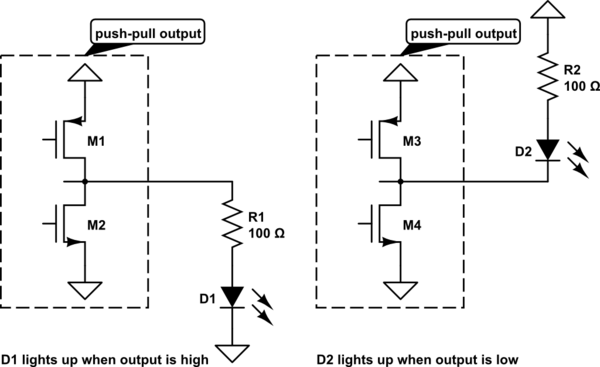 push-pull output
M1
M2
R1
100 Ω
D1
D1 lights up when output is high
push-pull output
M3
M4
R2
100 Ω
D2
D2 lights up when output is low